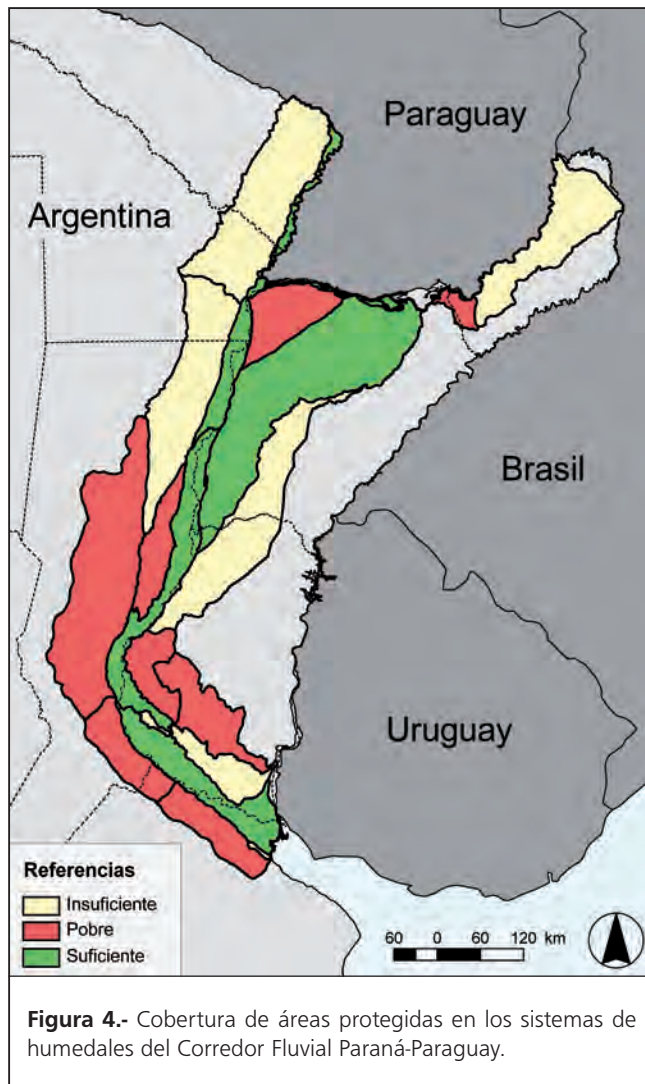 Paraguay
Argentina
Brasil
Uruguay
Referencias
Insuficiente
Pobre
Suficiente
60 0 60 120 km
Figura 4.- Cobertura de áreas protegidas en los sistemas de
humedales del Corredor Fluvial Paraná-Paraguay.